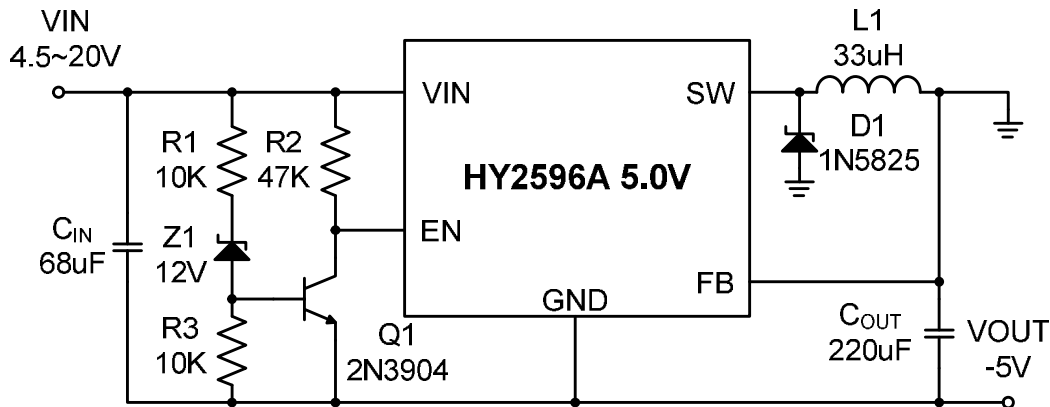 VIN
4.5~20V
L1
33uH
VIN
SW
R1
10K
R2
47K
D1
1N5825
HY2596A 5.0V
EN
CIN
68uF
Z1
12V
FB
GND
R3
10K
Q1
2N3904
COUT
220uF
VOUT
-5V